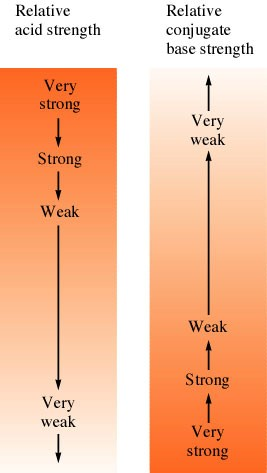 Relative
acid strength
Very
strong
Strong
Weak
Very
weak
Relative
conjugate
base strength
Very
weak
Weak
Strong
Very
strong